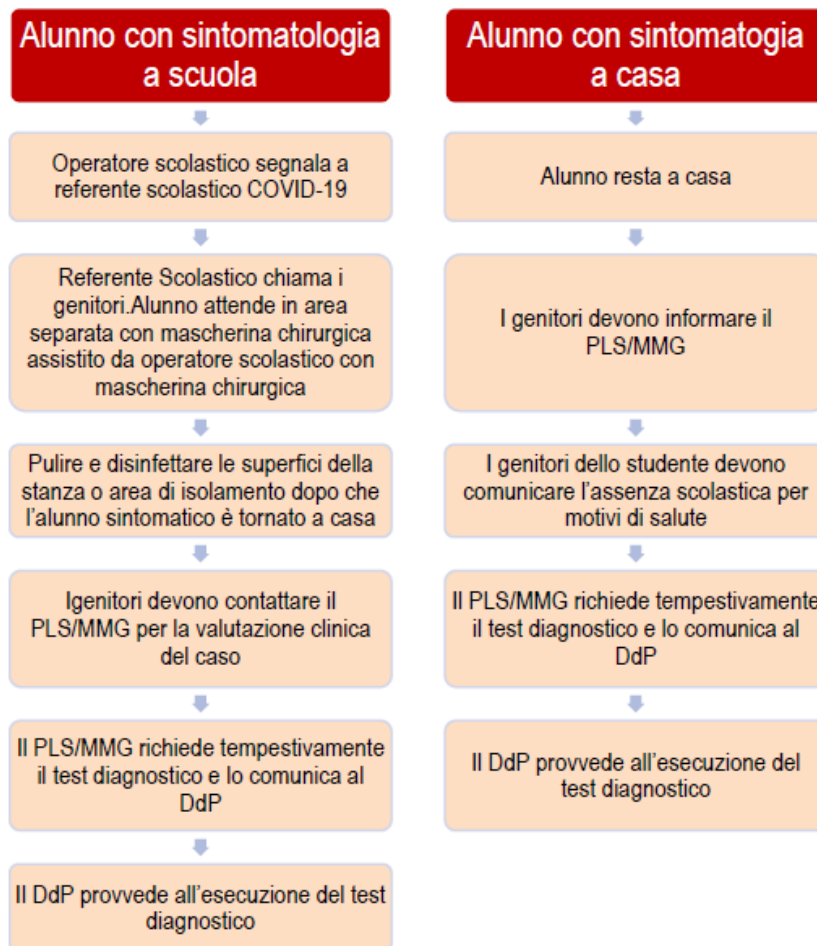 Alunno con sintomatologia
a scuola
Operatore scolastico segnala a
referente scolastico COVID-19
Referente Scolastico chiama i
genitori.Alunno attende in area
separata con mascherina chirurgica
assistito da operatore scolastico con
mascherina chirurgica
Pulire e disinfettare le superfici della
stanza o area di isolamento dopo che
l'alunno sintomatico è tornato a casa
Igenitori devono contattare il
PLS/MMG per la valutazione clinica
del caso
Il PLS/MMG richiede tempestivamente
il test diagnostico e lo comunica al
DdP
Il DdP provvede all'esecuzione del test
diagnostico
Alunno con sintomatogia
a casa
Alunno resta a casa
I genitori devono informare il
PLS/MMG
I genitori dello studente devono
comunicare l'assenza scolastica per
motivi di salute
Il PLS/MMG richiede tempestivamente
il test diagnostico e lo comunica al
DdP
Il DdP provvede all'esecuzione del
test diagnostico